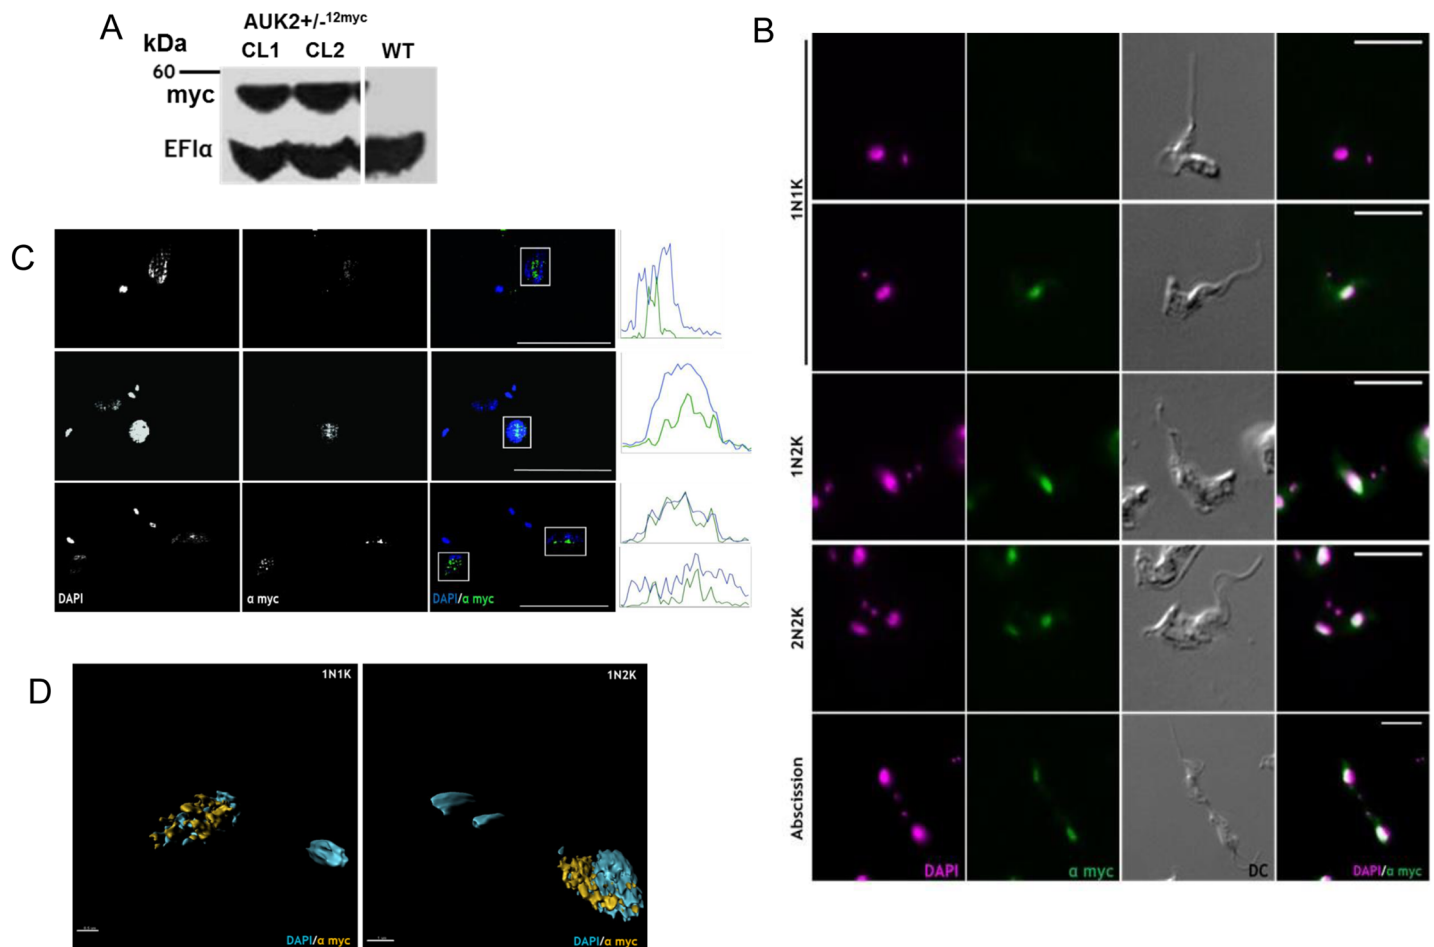 A
AUK2+/-12myc
kDa
CL1 CL2 WT
60
myc
EFIα
B
1N1K
1N2K
2N2K
Abscission
DAPI
α myc
DC
DAPI/α myc
C
DAPI
α myc
DAPI/α myc
D
1N1K
DAPI/α myc
1N2K
DAPI/α myc